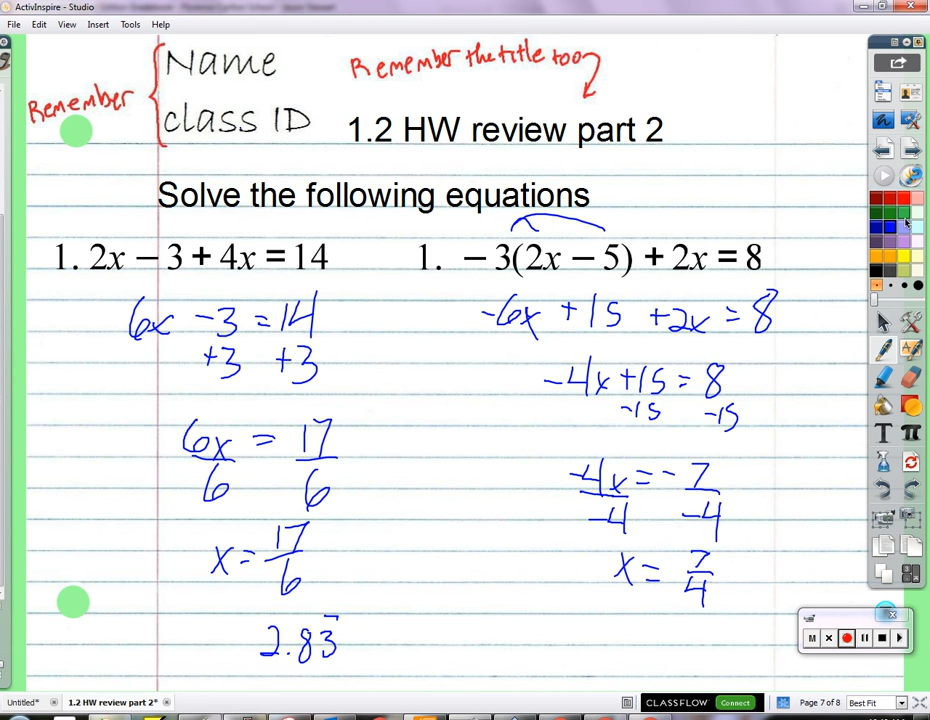 ActivInspire - Studio
File Edit View Insert Tools Help
Remember
Name
class ID
Remember the title too
1.2 HW review part 2
Solve the following equations
1. 2x − 3 + 4x = 14
6x − 3 = 14
+3 +3
6x = 17
6 6
x = 17/6
2.83̅
1. − 3(2x − 5) + 2x = 8
-6x + 15 + 2x = 8
-4x + 15 = 8
-15 -15
-4x = -7
-4 -4
x = 7/4
M
Untitled* 1.2 HW review part 2* CLASSFLOW Connect Page 7 of 8 Best Fit